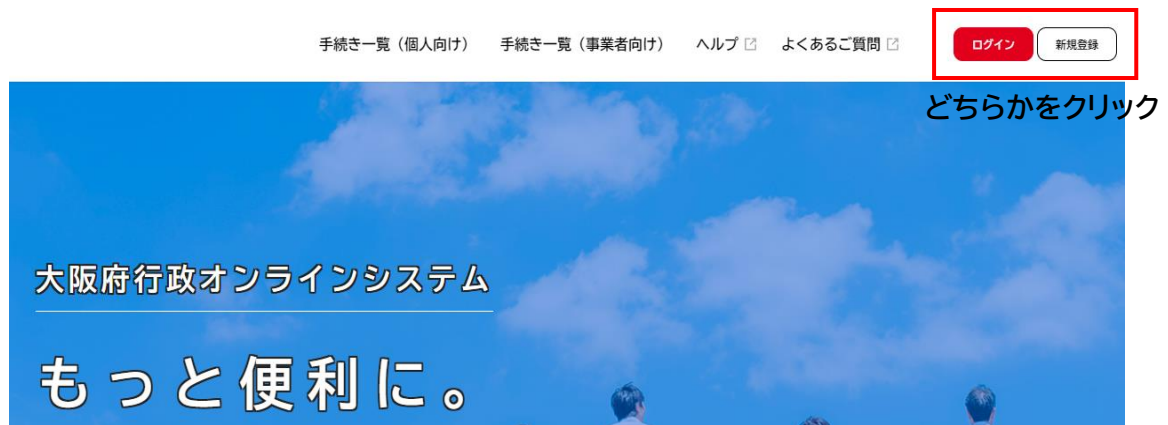 手続き一覧（個人向け） 手続き一覧（事業者向け） ヘルプ よくあるご質問 ログイン 新規登録
どちらかをクリック
大阪府行政オンラインシステム
もっと便利に。